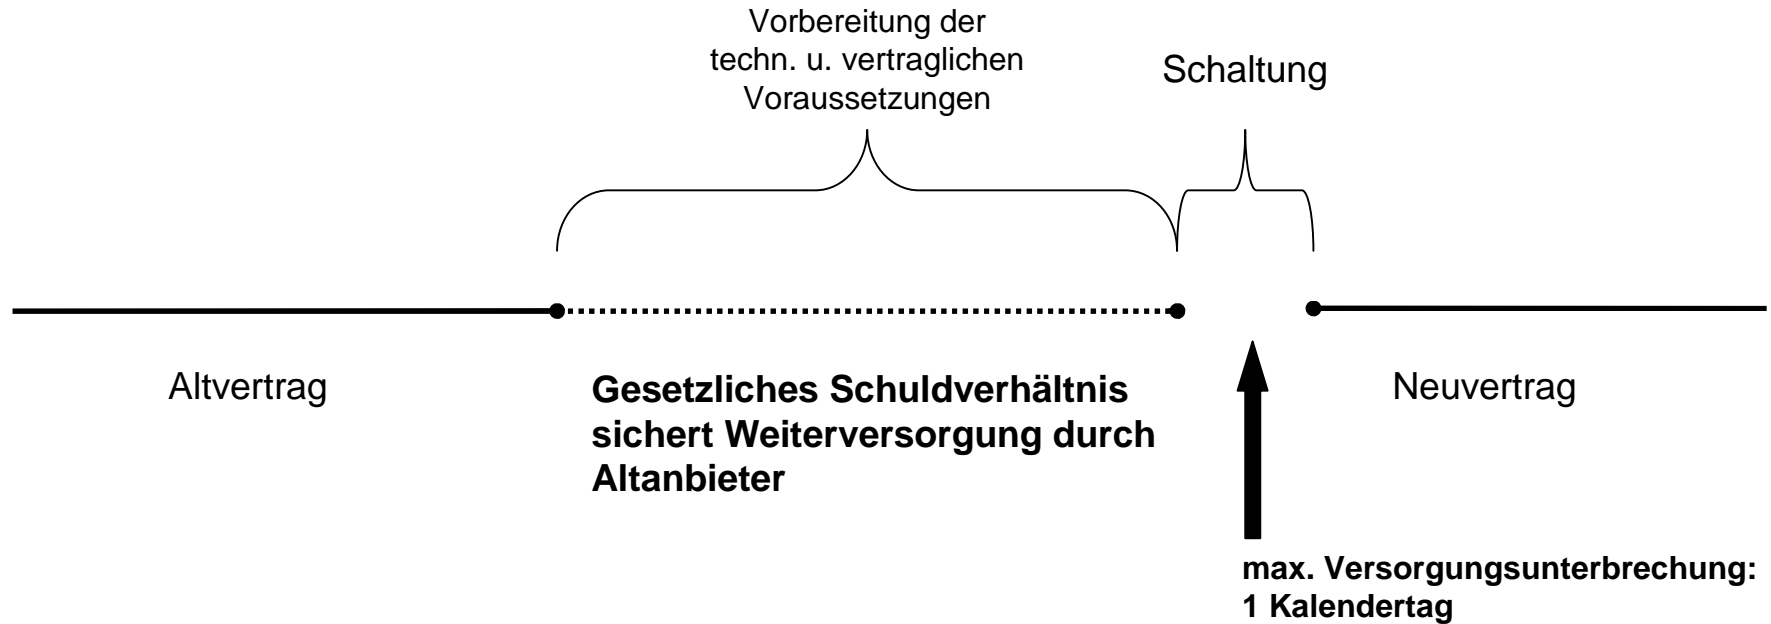 Vorbereitung der
techn. u. vertraglichen
Voraussetzungen
Schaltung
Altvertrag
Gesetzliches Schuldverhältnis
sichert Weiterversorgung durch
Altanbieter
Neuvertrag
max. Versorgungsunterbrechung:
1 Kalendertag